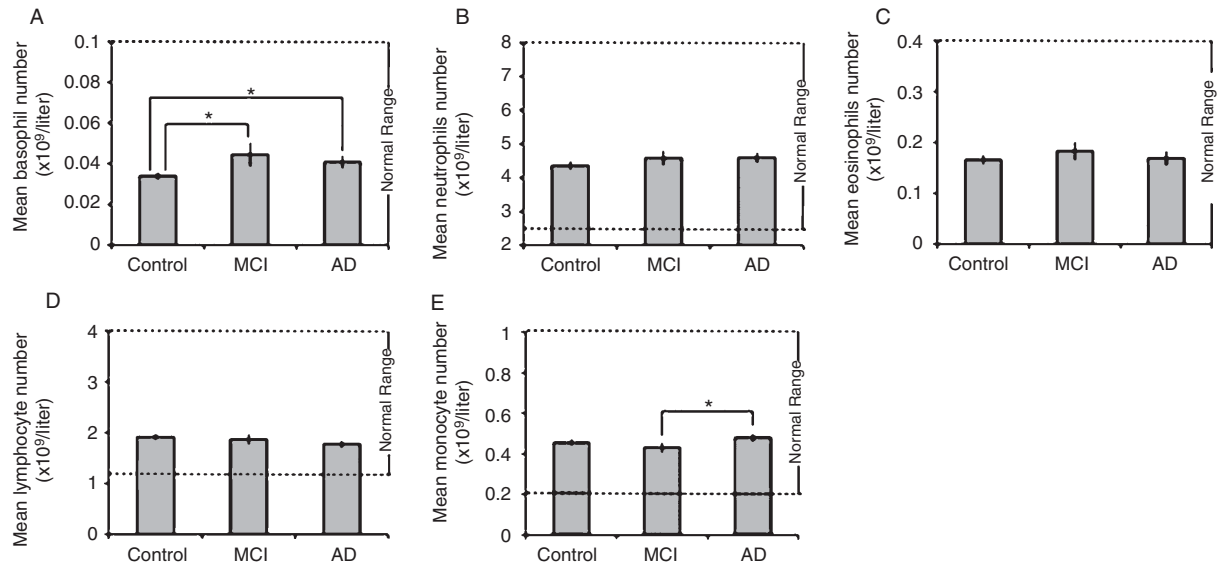 A
Mean basophil number
(x10⁹/liter)
0.1
0.08
0.06
0.04
0.02
0
*
*
Normal Range
Control MCI AD
B
Mean neutrophils number
(x10⁹/liter)
8
7
6
5
4
3
2
Normal Range
Control MCI AD
C
Mean eosinophils number
(x10⁹/liter)
0.4
0.3
0.2
0.1
0
Normal Range
Control MCI AD
D
Mean lymphocyte number
(x10⁹/liter)
4
3
2
1
0
Normal Range
Control MCI AD
E
Mean monocyte number
(x10⁹/liter)
1
0.8
0.6
0.4
0.2
0
*
Normal Range
Control MCI AD